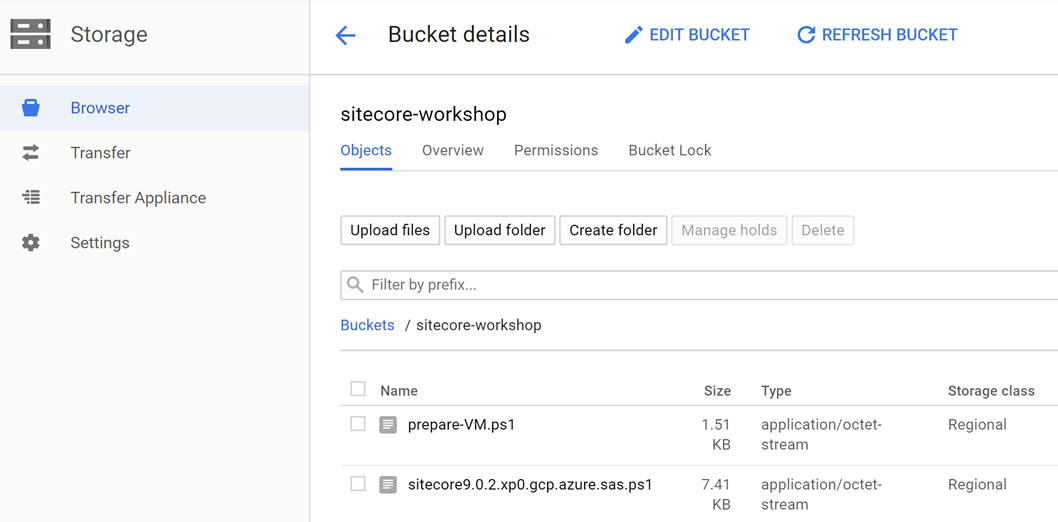 Storage
Bucket details
EDIT BUCKET
REFRESH BUCKET
Browser
Transfer
Transfer Appliance
Settings
sitecore-workshop
Objects Overview Permissions Bucket Lock
Upload files Upload folder Create folder Manage holds Delete
Filter by prefix...
Buckets / sitecore-workshop
Name Size Type Storage class
prepare-VM.ps1 1.51 application/octet- Regional
KB stream
sitecore9.0.2.xp0.gcp.azure.sas.ps1 7.41 application/octet- Regional
KB stream